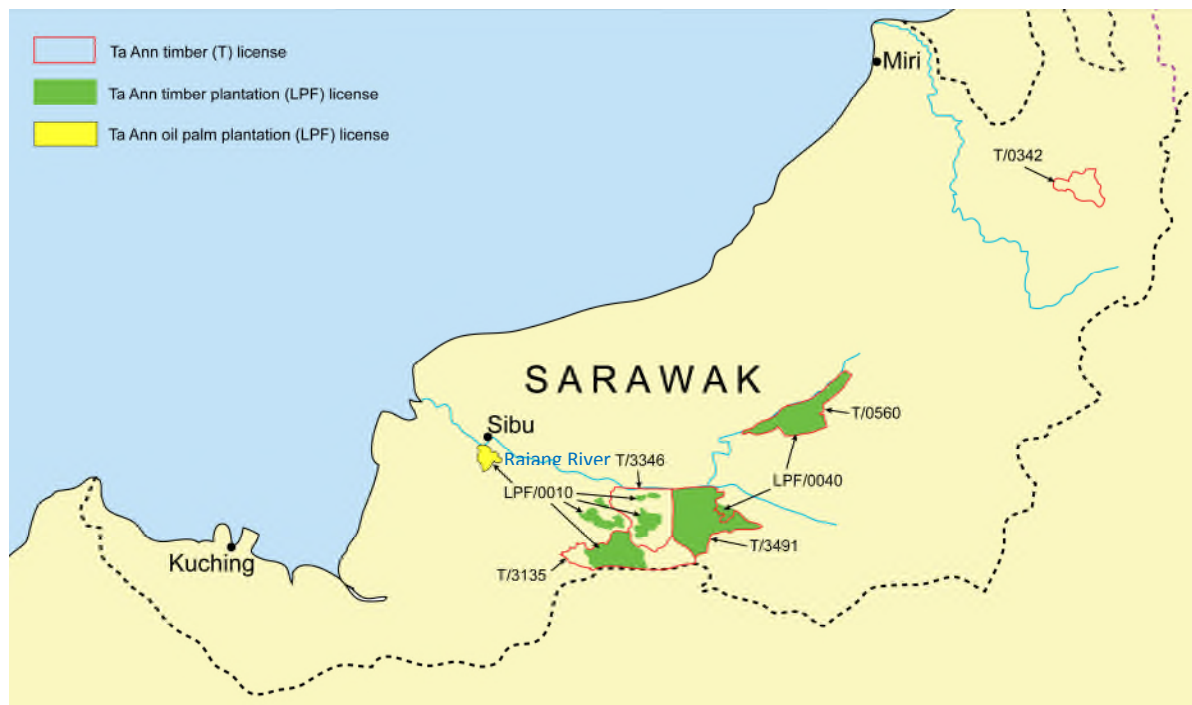 Ta Ann timber (T) license
Ta Ann timber plantation (LPF) license
Ta Ann oil palm plantation (LPF) license
Miri
T/0342
SARAWAK
T/0560
Sibu
Rajang River
T/3346
LPF/0010
LPF/0040
T/3491
T/3135
Kuching